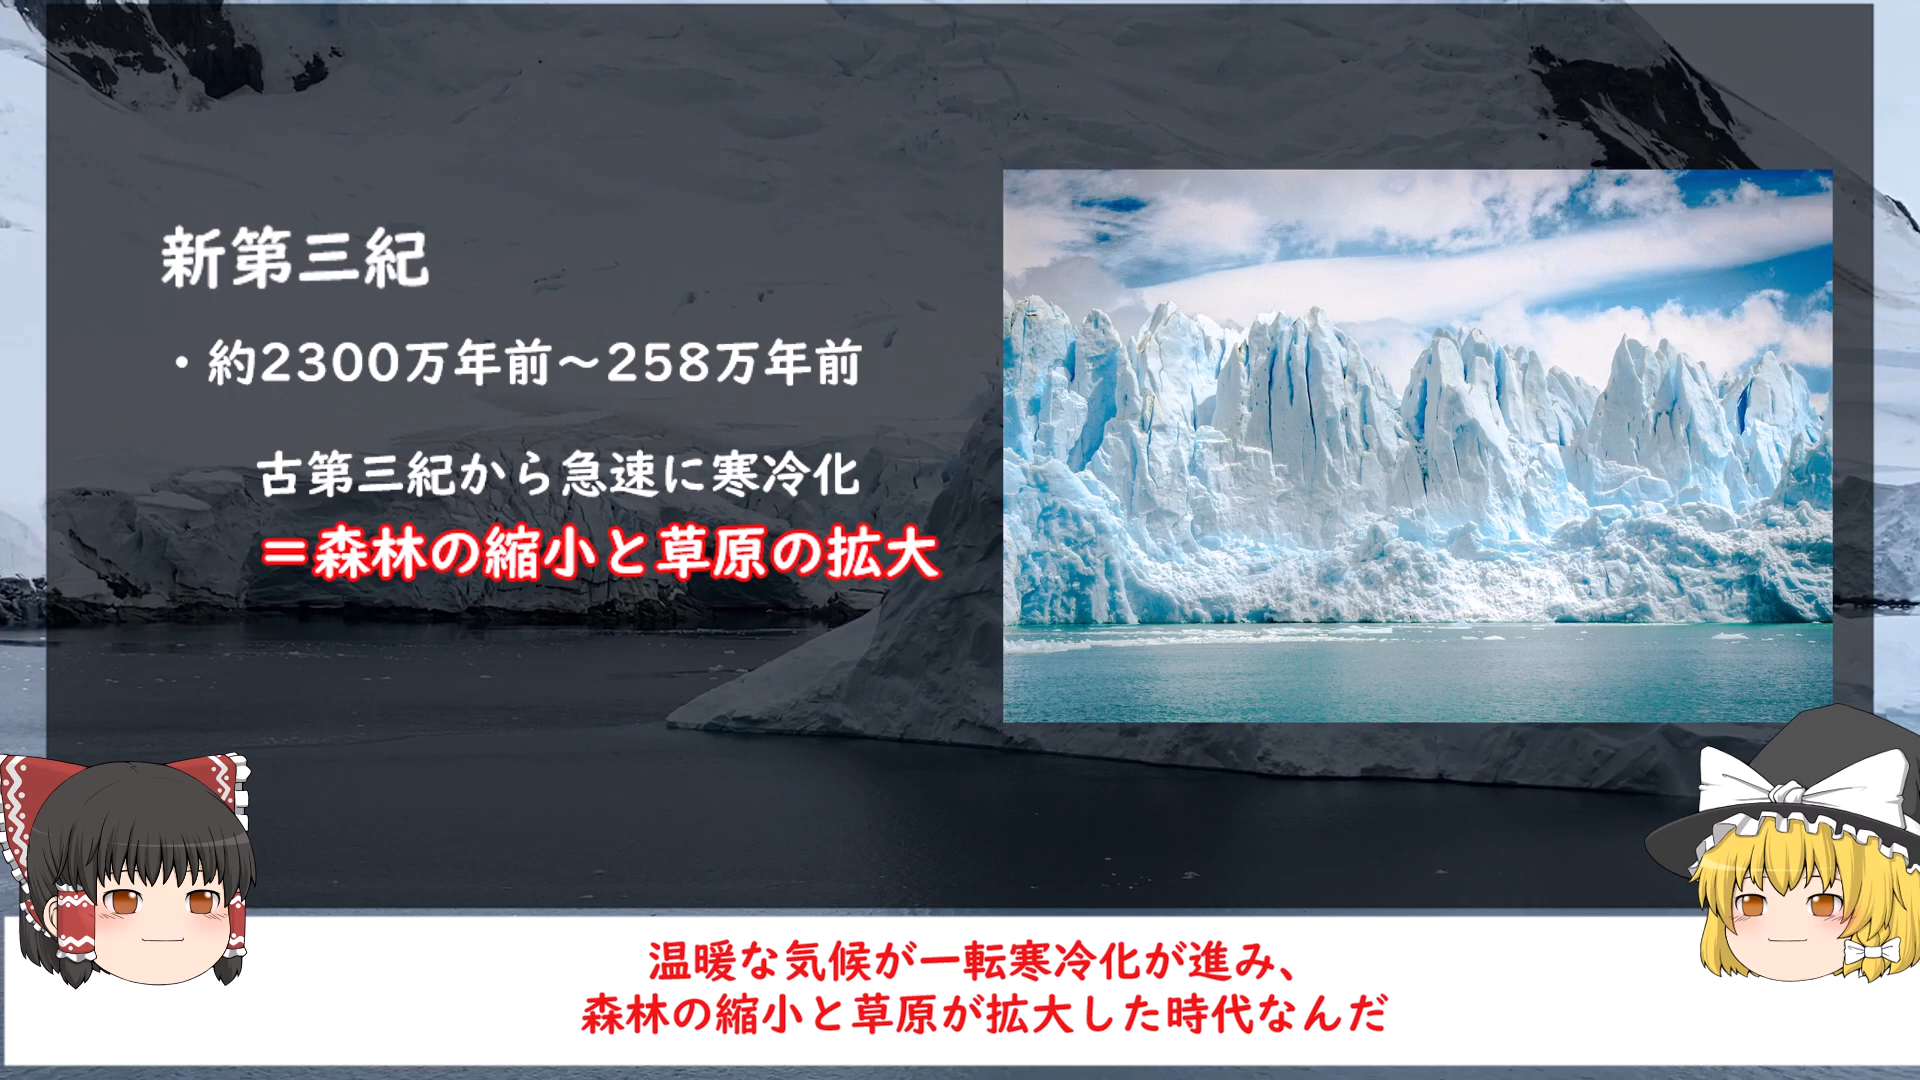 新第三紀
・約2300万年前～258万年前
古第三紀から急速に寒冷化
＝森林の縮小と草原の拡大
温暖な気候が一転寒冷化が進み、
森林の縮小と草原が拡大した時代なんだ